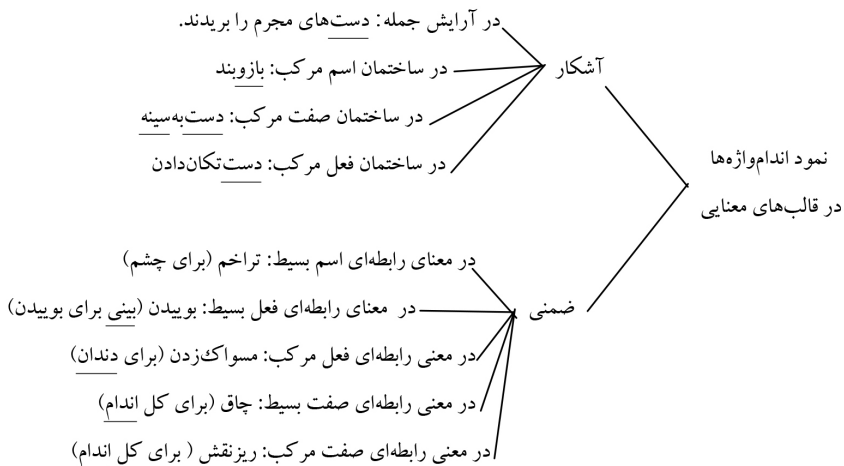 نمود اندام‌واژه‌ها
در قالب‌های معنایی
آشکار
در آرایش جمله: دست‌های مجرم را بریدند.
در ساختمان اسم مرکب: بازوبند
در ساختمان صفت مرکب: دست‌به‌سینه
در ساختمان فعل مرکب: دست‌تکان‌دادن
ضمنی
در معنای رابطه‌ای اسم بسیط: تراخم (برای چشم)
در معنای رابطه‌ای فعل بسیط: بوییدن (بینی برای بوییدن)
در معنی رابطه‌ای فعل مرکب: مسواك‌زدن (برای دندان)
در معنی رابطه‌ای صفت بسیط: چاق (برای کل اندام)
در معنی رابطه‌ای صفت مرکب: ریزنقش ( برای کل اندام)